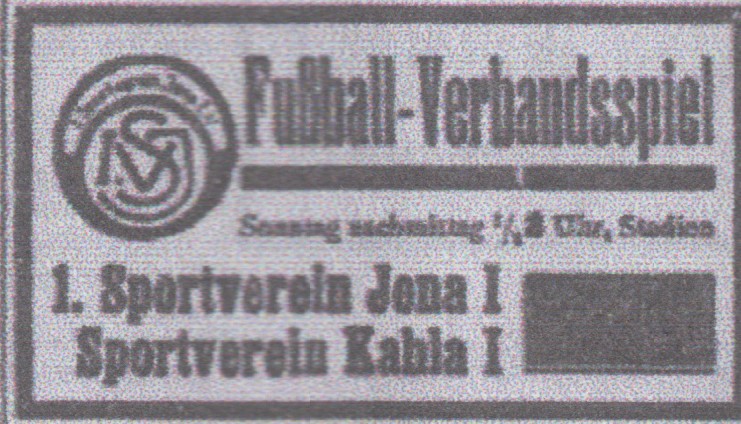 Fußball-Verbandsspiel
Sonntag nachmittag Uhr, Stadion
1. Sportverein Jena I
Sportverein Kahla I